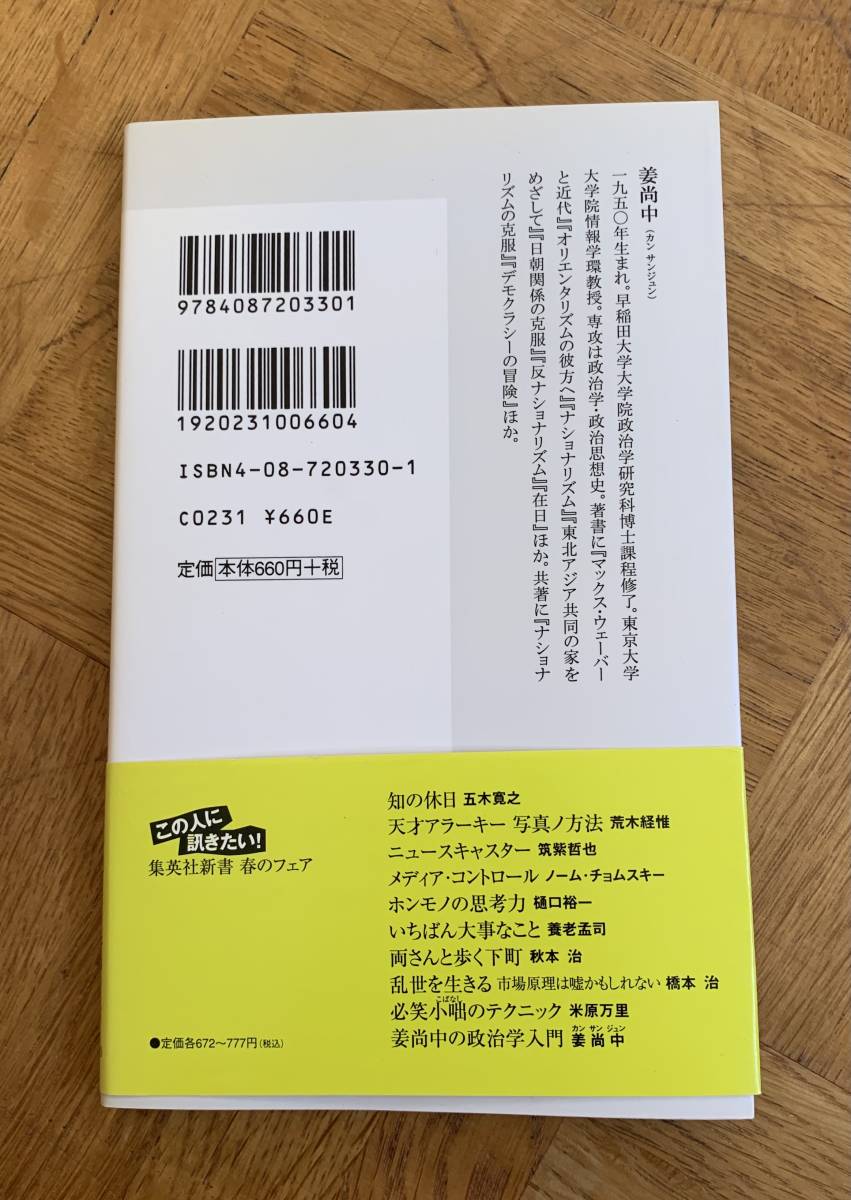 姜尚中（カン サンジュン）
一九五〇年生まれ。早稲田大学大学院政治学研究科博士課程修了。東京大学
大学院情報学環教授。専攻は政治学・政治思想史。著書に『マックス・ウェーバー
と近代』『オリエンタリズムの彼方へ』『ナショナリズム』『東北アジア共同の家を
めざして』『日朝関係の克服』『反ナショナリズム』『在日』ほか。共著に『ナショナ
リズムの克服』『デモクラシーの冒険』ほか。
9784087203301
1920231006604
ISBN4-08-720330-1
C0231 ¥660E
定価 本体660円+税
この人に
訊きたい！
集英社新書 春のフェア
知の休日 五木寛之
天才アラーキー 写真ノ方法 荒木経惟
ニュースキャスター 筑紫哲也
メディア・コントロール ノーム・チョムスキー
ホンモノの思考力 樋口裕一
いちばん大事なこと 養老孟司
両さんと歩く下町 秋本 治
乱世を生きる 市場原理は嘘かもしれない 橋本 治
必笑小咄のテクニック 米原万里
こばなし
姜尚中の政治学入門 姜尚中
カン サン ジュン
●定価各672〜777円（税込）